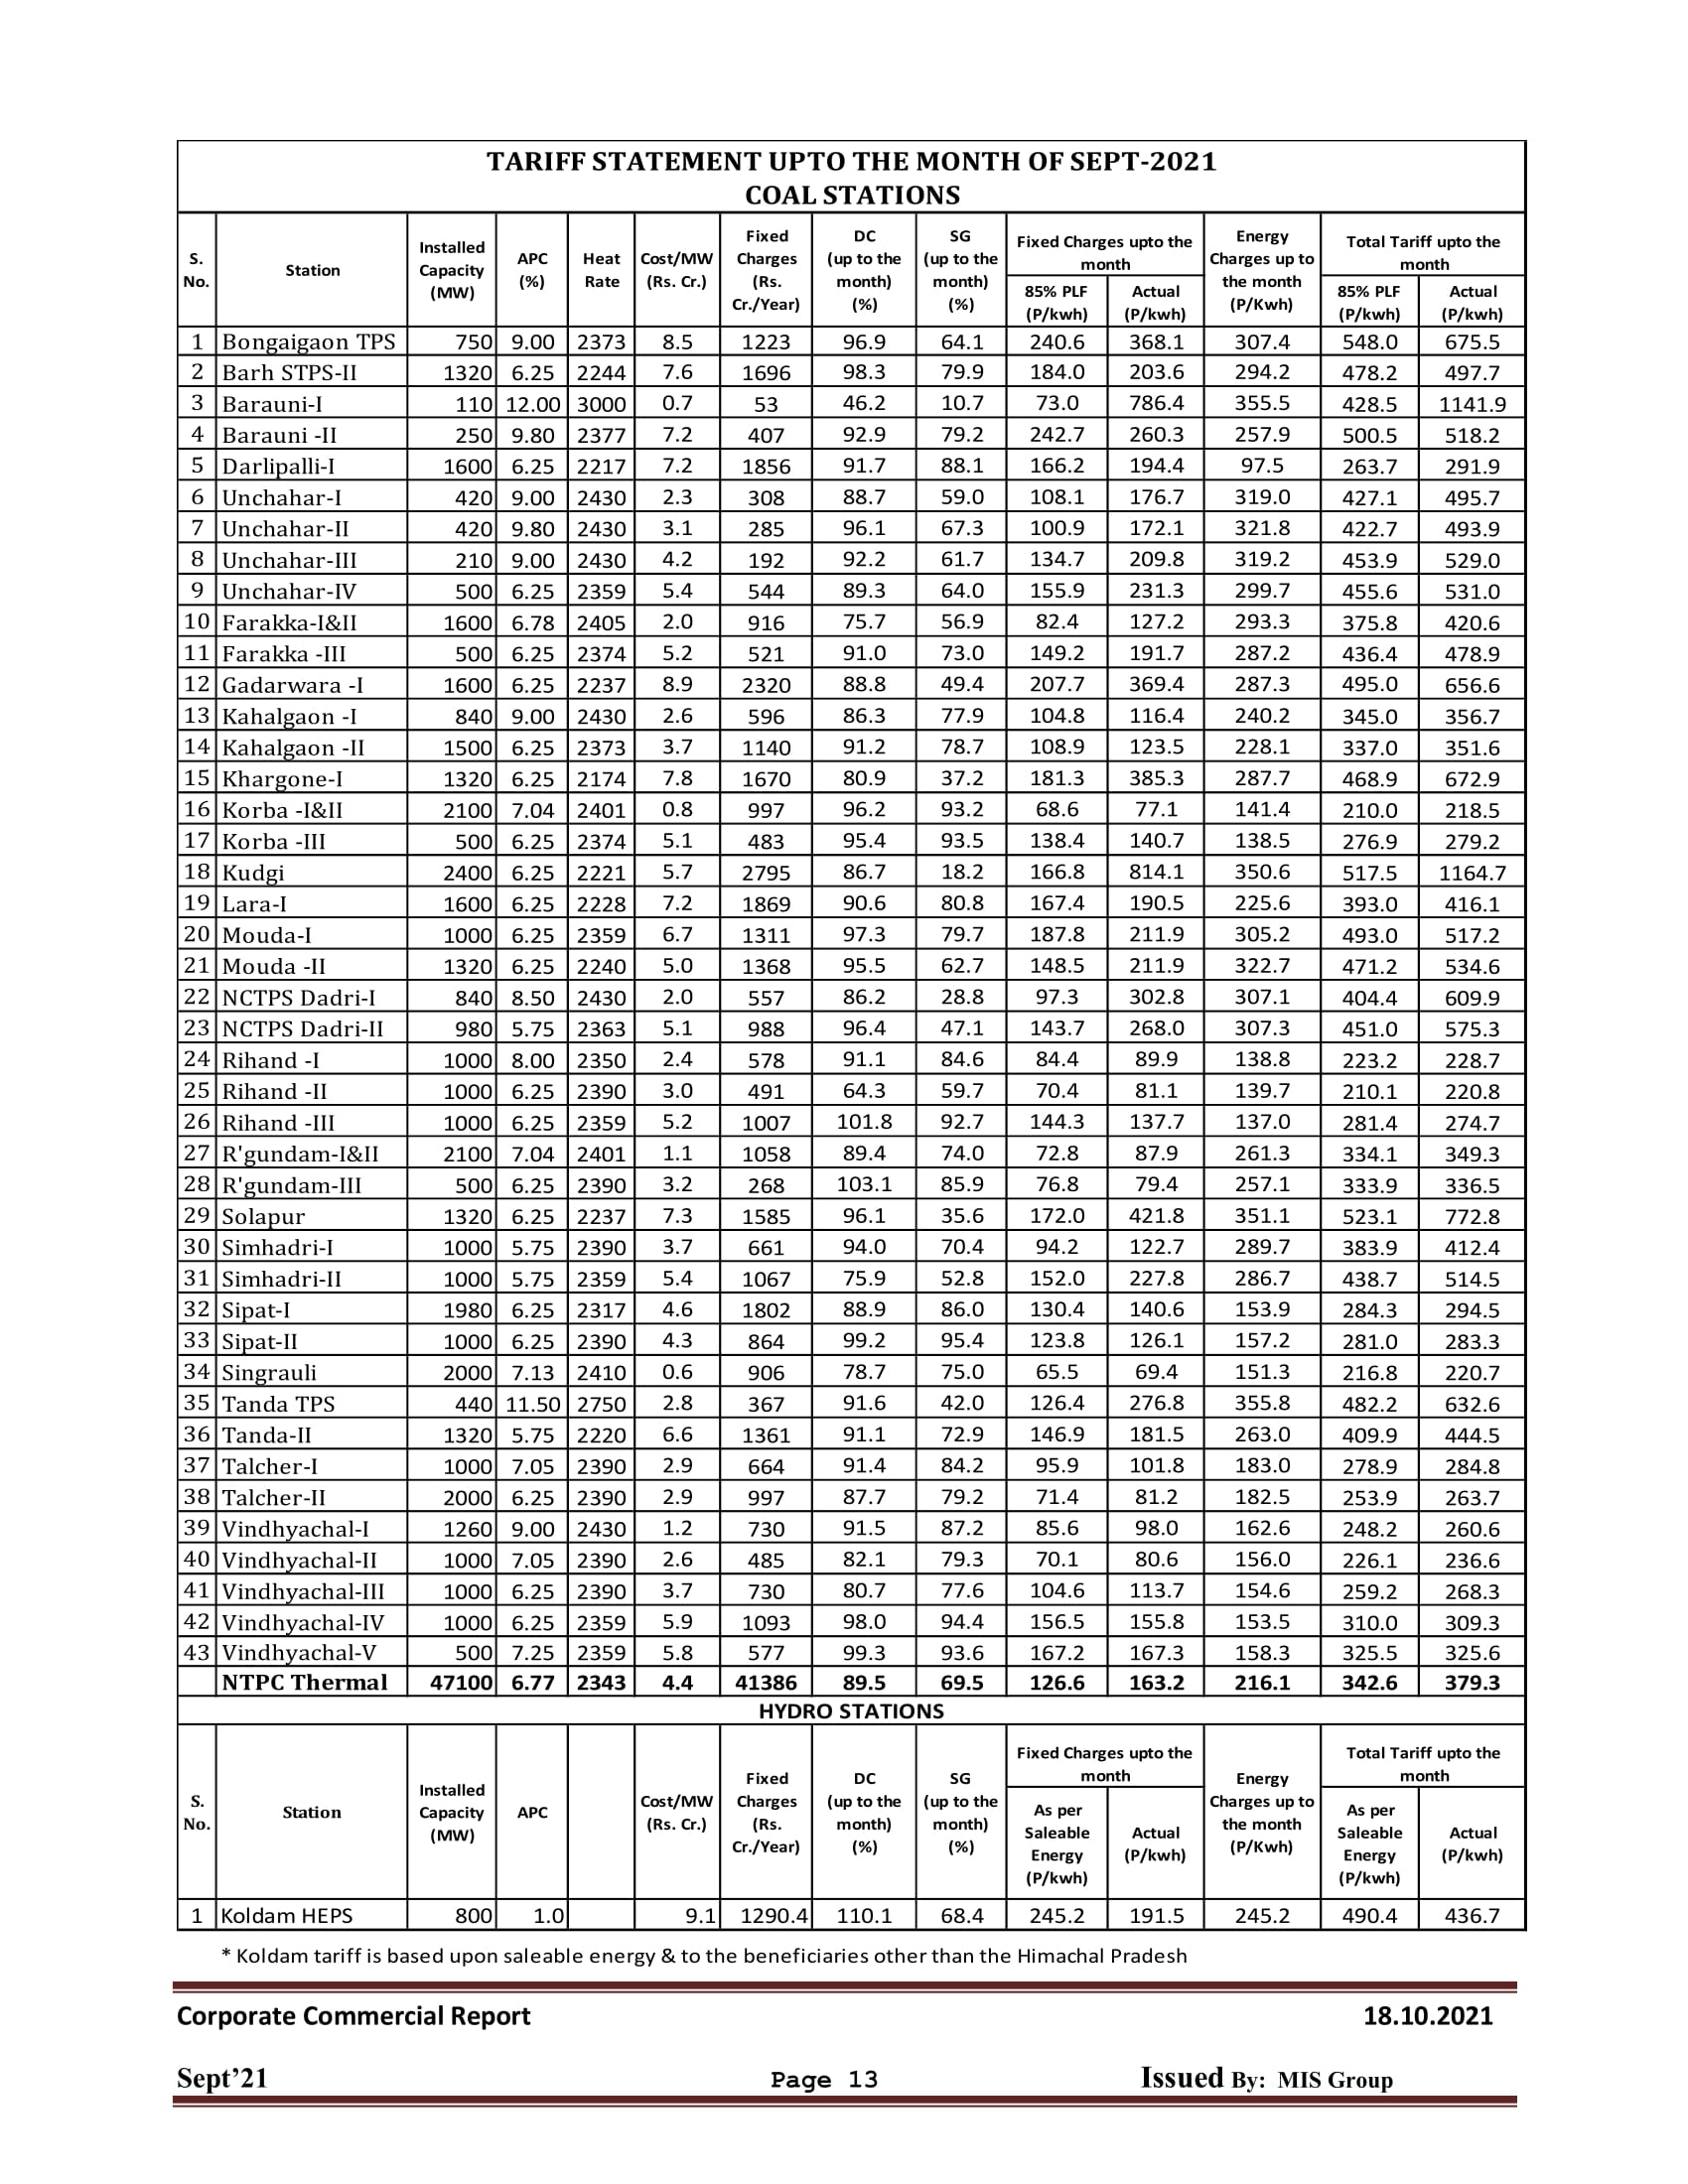 TARIFF STATEMENT UPTO THE MONTH OF SEPT-2021
COAL STATIONS
S. No. Station Installed Capacity (MW) APC (%) Heat Rate Cost/MW (Rs. Cr.) Fixed Charges (Rs. Cr./Year) DC (up to the month) (%) SG (up to the month) (%) Fixed Charges upto the month Energy Charges up to the month (P/Kwh) Total Tariff upto the month
85% PLF (P/kwh) Actual (P/kwh) 85% PLF (P/kwh) Actual (P/kwh)
1 Bongaigaon TPS 750 9.00 2373 8.5 1223 96.9 64.1 240.6 368.1 307.4 548.0 675.5
2 Barh STPS-II 1320 6.25 2244 7.6 1696 98.3 79.9 184.0 203.6 294.2 478.2 497.7
3 Barauni-I 110 12.00 3000 0.7 53 46.2 10.7 73.0 786.4 355.5 428.5 1141.9
4 Barauni -II 250 9.80 2377 7.2 407 92.9 79.2 242.7 260.3 257.9 500.5 518.2
5 Darlipalli-I 1600 6.25 2217 7.2 1856 91.7 88.1 166.2 194.4 97.5 263.7 291.9
6 Unchahar-I 420 9.00 2430 2.3 308 88.7 59.0 108.1 176.7 319.0 427.1 495.7
7 Unchahar-II 420 9.80 2430 3.1 285 96.1 67.3 100.9 172.1 321.8 422.7 493.9
8 Unchahar-III 210 9.00 2430 4.2 192 92.2 61.7 134.7 209.8 319.2 453.9 529.0
9 Unchahar-IV 500 6.25 2359 5.4 544 89.3 64.0 155.9 231.3 299.7 455.6 531.0
10 Farakka-I&II 1600 6.78 2405 2.0 916 75.7 56.9 82.4 127.2 293.3 375.8 420.6
11 Farakka -III 500 6.25 2374 5.2 521 91.0 73.0 149.2 191.7 287.2 436.4 478.9
12 Gadarwara -I 1600 6.25 2237 8.9 2320 88.8 49.4 207.7 369.4 287.3 495.0 656.6
13 Kahalgaon -I 840 9.00 2430 2.6 596 86.3 77.9 104.8 116.4 240.2 345.0 356.7
14 Kahalgaon -II 1500 6.25 2373 3.7 1140 91.2 78.7 108.9 123.5 228.1 337.0 351.6
15 Khargone-I 1320 6.25 2174 7.8 1670 80.9 37.2 181.3 385.3 287.7 468.9 672.9
16 Korba -I&II 2100 7.04 2401 0.8 997 96.2 93.2 68.6 77.1 141.4 210.0 218.5
17 Korba -III 500 6.25 2374 5.1 483 95.4 93.5 138.4 140.7 138.5 276.9 279.2
18 Kudgi 2400 6.25 2221 5.7 2795 86.7 18.2 166.8 814.1 350.6 517.5 1164.7
19 Lara-I 1600 6.25 2228 7.2 1869 90.6 80.8 167.4 190.5 225.6 393.0 416.1
20 Mouda-I 1000 6.25 2359 6.7 1311 97.3 79.7 187.8 211.9 305.2 493.0 517.2
21 Mouda -II 1320 6.25 2240 5.0 1368 95.5 62.7 148.5 211.9 322.7 471.2 534.6
22 NCTPS Dadri-I 840 8.50 2430 2.0 557 86.2 28.8 97.3 302.8 307.1 404.4 609.9
23 NCTPS Dadri-II 980 5.75 2363 5.1 988 96.4 47.1 143.7 268.0 307.3 451.0 575.3
24 Rihand -I 1000 8.00 2350 2.4 578 91.1 84.6 84.4 89.9 138.8 223.2 228.7
25 Rihand -II 1000 6.25 2390 3.0 491 64.3 59.7 70.4 81.1 139.7 210.1 220.8
26 Rihand -III 1000 6.25 2359 5.2 1007 101.8 92.7 144.3 137.7 137.0 281.4 274.7
27 R'gundam-I&II 2100 7.04 2401 1.1 1058 89.4 74.0 72.8 87.9 261.3 334.1 349.3
28 R'gundam-III 500 6.25 2390 3.2 268 103.1 85.9 76.8 79.4 257.1 333.9 336.5
29 Solapur 1320 6.25 2237 7.3 1585 96.1 35.6 172.0 421.8 351.1 523.1 772.8
30 Simhadri-I 1000 5.75 2390 3.7 661 94.0 70.4 94.2 122.7 289.7 383.9 412.4
31 Simhadri-II 1000 5.75 2359 5.4 1067 75.9 52.8 152.0 227.8 286.7 438.7 514.5
32 Sipat-I 1980 6.25 2317 4.6 1802 88.9 86.0 130.4 140.6 153.9 284.3 294.5
33 Sipat-II 1000 6.25 2390 4.3 864 99.2 95.4 123.8 126.1 157.2 281.0 283.3
34 Singrauli 2000 7.13 2410 0.6 906 78.7 75.0 65.5 69.4 151.3 216.8 220.7
35 Tanda TPS 440 11.50 2750 2.8 367 91.6 42.0 126.4 276.8 355.8 482.2 632.6
36 Tanda-II 1320 5.75 2220 6.6 1361 91.1 72.9 146.9 181.5 263.0 409.9 444.5
37 Talcher-I 1000 7.05 2390 2.9 664 91.4 84.2 95.9 101.8 183.0 278.9 284.8
38 Talcher-II 2000 6.25 2390 2.9 997 87.7 79.2 71.4 81.2 182.5 253.9 263.7
39 Vindhyachal-I 1260 9.00 2430 1.2 730 91.5 87.2 85.6 98.0 162.6 248.2 260.6
40 Vindhyachal-II 1000 7.05 2390 2.6 485 82.1 79.3 70.1 80.6 156.0 226.1 236.6
41 Vindhyachal-III 1000 6.25 2390 3.7 730 80.7 77.6 104.6 113.7 154.6 259.2 268.3
42 Vindhyachal-IV 1000 6.25 2359 5.9 1093 98.0 94.4 156.5 155.8 153.5 310.0 309.3
43 Vindhyachal-V 500 7.25 2359 5.8 577 99.3 93.6 167.2 167.3 158.3 325.5 325.6
NTPC Thermal 47100 6.77 2343 4.4 41386 89.5 69.5 126.6 163.2 216.1 342.6 379.3
HYDRO STATIONS
S. No. Station Installed Capacity (MW) APC Cost/MW (Rs. Cr.) Fixed Charges (Rs. Cr./Year) DC (up to the month) (%) SG (up to the month) (%) Fixed Charges upto the month Energy Charges up to the month (P/Kwh) Total Tariff upto the month
As per Saleable Energy (P/kwh) Actual (P/kwh) As per Saleable Energy (P/kwh) Actual (P/kwh)
1 Koldam HEPS 800 1.0 9.1 1290.4 110.1 68.4 245.2 191.5 245.2 490.4 436.7
* Koldam tariff is based upon saleable energy & to the beneficiaries other than the Himachal Pradesh
Corporate Commercial Report 18.10.2021
Sept’21 Page 13 Issued By: MIS Group